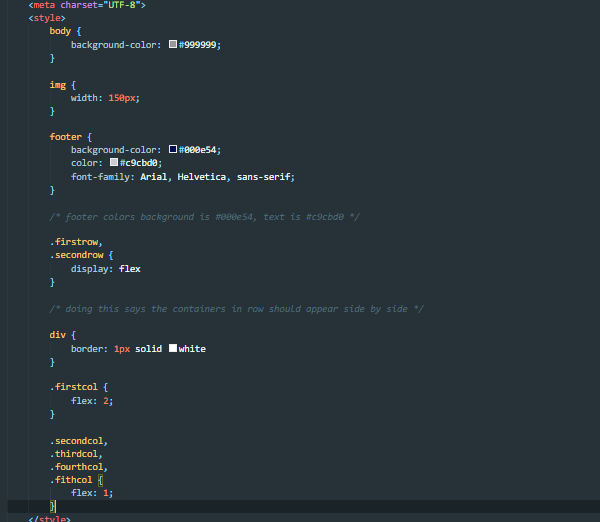 <meta charset="UTF-8">
<style>
body {
background-color: #999999;
}
img {
width: 150px;
}
footer {
background-color: #000e54;
color: #c9cbd0;
font-family: Arial, Helvetica, sans-serif;
}
/* footer colors background is #000e54, text is #c9cbd0 */
.firstrow,
.secondrow {
display: flex
}
/* doing this says the containers in row should appear side by side */
div {
border: 1px solid white
}
.firstcol {
flex: 2;
}
.secondcol,
.thirdcol,
.fourthcol,
.fithcol {
flex: 1;
}
</style>